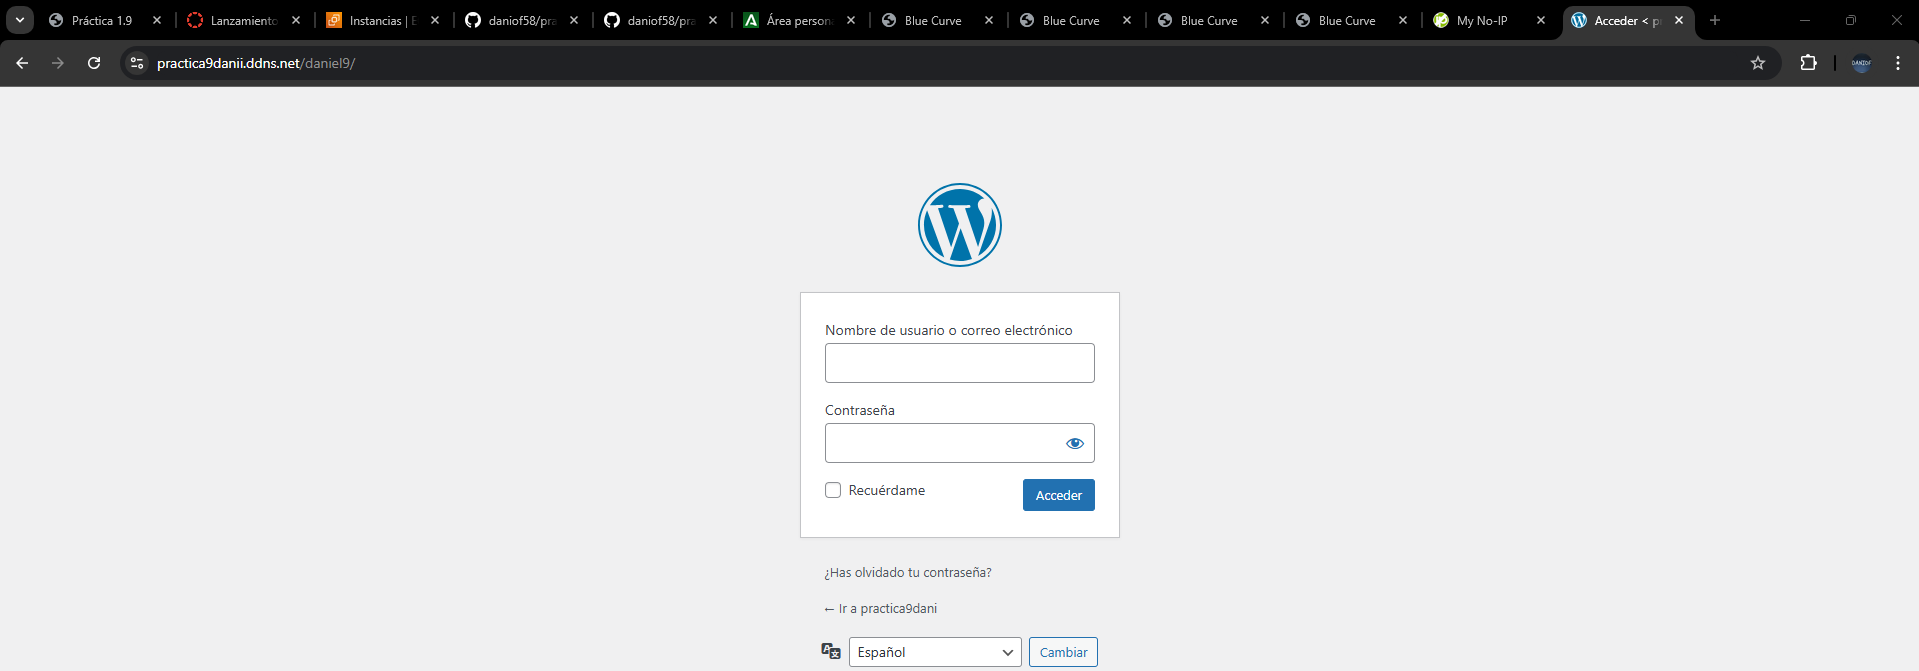 Práctica 1.9
Lanzamiento
Instancias | E
daniof58/pra
daniof58/pra
Área persona
Blue Curve
Blue Curve
Blue Curve
Blue Curve
My No-IP
Acceder < p
practica9danii.ddns.net/daniel9/
DANIOF
Nombre de usuario o correo electrónico
Contraseña
Recuérdame
Acceder
¿Has olvidado tu contraseña?
← Ir a practica9dani
Español
Cambiar